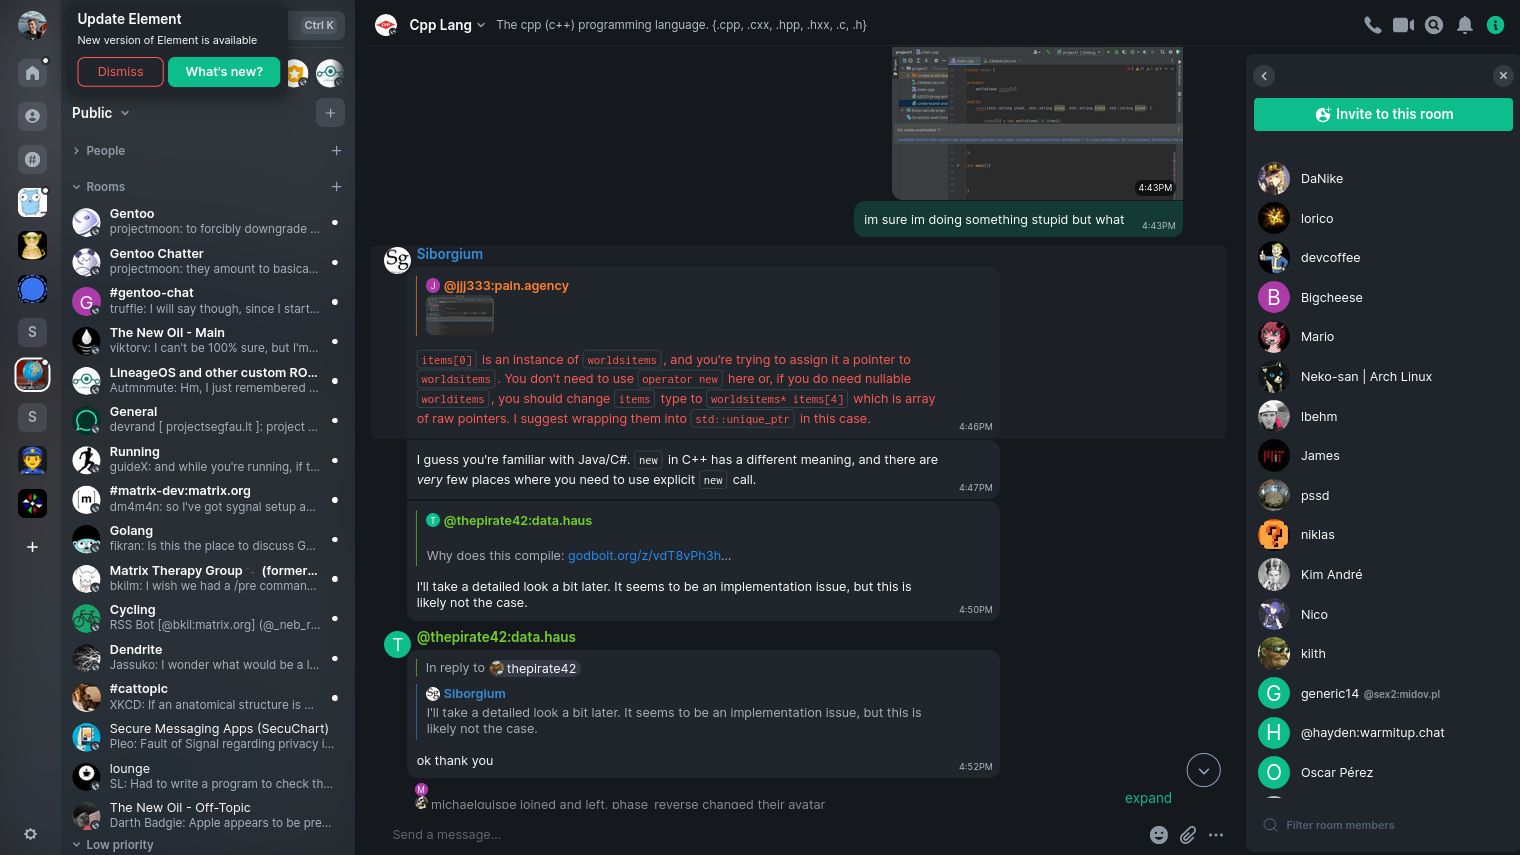 Update Element
New version of Element is available
Dismiss
What's new?
Ctrl K
Public
People
Rooms
Gentoo
projectmoon: to forcibly downgrade ...
Gentoo Chatter
projectmoon: they amount to basica...
G
#gentoo-chat
truffle: I will say though, since I start...
The New Oil - Main
viktorv: I can't be 100% sure, but I'm...
LineageOS and other custom RO...
Autmnmute: Hm, I just remembered ...
General
devrand [ projectsegfau.lt ]: project ...
Running
guideX: and while you're running, if t...
[m]
#matrix-dev:matrix.org
dm4m4n: so I've got sygnal setup a...
Golang
fikran: Is this the place to discuss G...
Matrix Therapy Group (former...
bkilm: I wish we had a /pre comman...
Cycling
RSS Bot [@bkil:matrix.org] (@_neb_r...
Dendrite
Jassuko: I wonder what would be a l...
#cattopic
XKCD: If an anatomical structure is ...
Secure Messaging Apps (SecuChart)
Pleo: Fault of Signal regarding privacy i...
lounge
SL: Had to write a program to check th...
The New Oil - Off-Topic
Darth Badgie: Apple appears to be pre...
Low priority
S
S
Cpp Lang
The cpp (c++) programming language. {.cpp, .cxx, .hpp, .hxx, .c, .h}
4:43PM
im sure im doing something stupid but what
4:43PM
Sg
Siborgium
J @jjj333:pain.agency
items[0] is an instance of worldsitems, and you're trying to assign it a pointer to
worldsitems. You don't need to use operator new here or, if you do need nullable
worlditems, you should change items type to worldsitems* items[4] which is array
of raw pointers. I suggest wrapping them into std::unique_ptr in this case.
4:46PM
I guess you're familiar with Java/C#. new in C++ has a different meaning, and there are
very few places where you need to use explicit new call.
4:47PM
T @thepirate42:data.haus
Why does this compile: godbolt.org/z/vdT8vPh3h...
I'll take a detailed look a bit later. It seems to be an implementation issue, but this is
likely not the case.
4:50PM
T
@thepirate42:data.haus
In reply to thepirate42
Sg Siborgium
I'll take a detailed look a bit later. It seems to be an implementation issue, but this is
likely not the case.
ok thank you
4:52PM
M
michaelquispe joined and left, phase_reverse changed their avatar
expand
Send a message...
Invite to this room
DaNike
lorico
devcoffee
B
Bigcheese
Mario
Neko-san | Arch Linux
lbehm
MIT
James
pssd
niklas
Kim André
Nico
kiith
G
generic14 @sex2:midov.pl
H
@hayden:warmitup.chat
O
Oscar Pérez
Filter room members